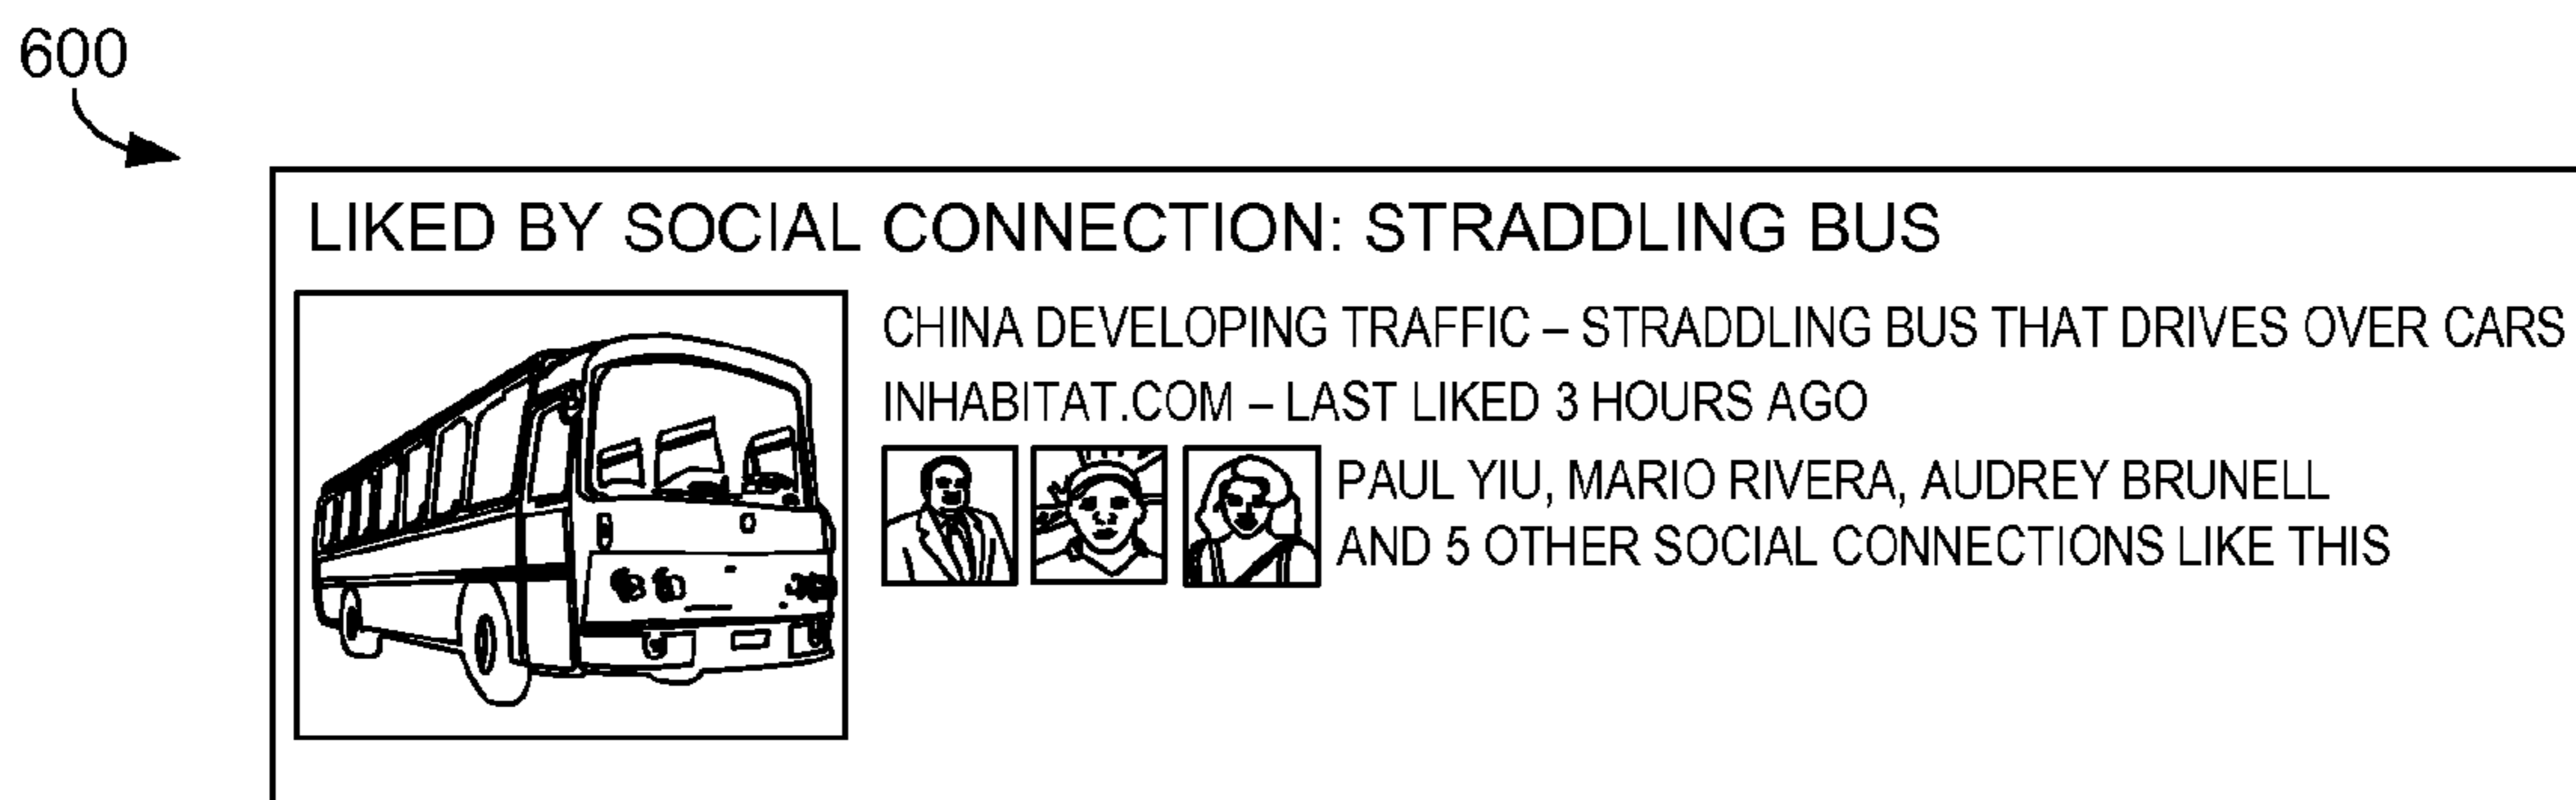 600
LIKED BY SOCIAL CONNECTION: STRADDLING BUS
CHINA DEVELOPING TRAFFIC – STRADDLING BUS THAT DRIVES OVER CARS
INHABITAT.COM – LAST LIKED 3 HOURS AGO
PAUL YIU, MARIO RIVERA, AUDREY BRUNELL
AND 5 OTHER SOCIAL CONNECTIONS LIKE THIS